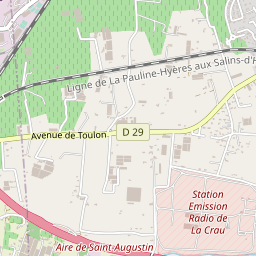 Ligne de La Pauline-Hyères aux Salins-d'H
Avenue de Toulon
D 29
Station
Emission
Radio de
La Crau
Aire de Saint-Augustin